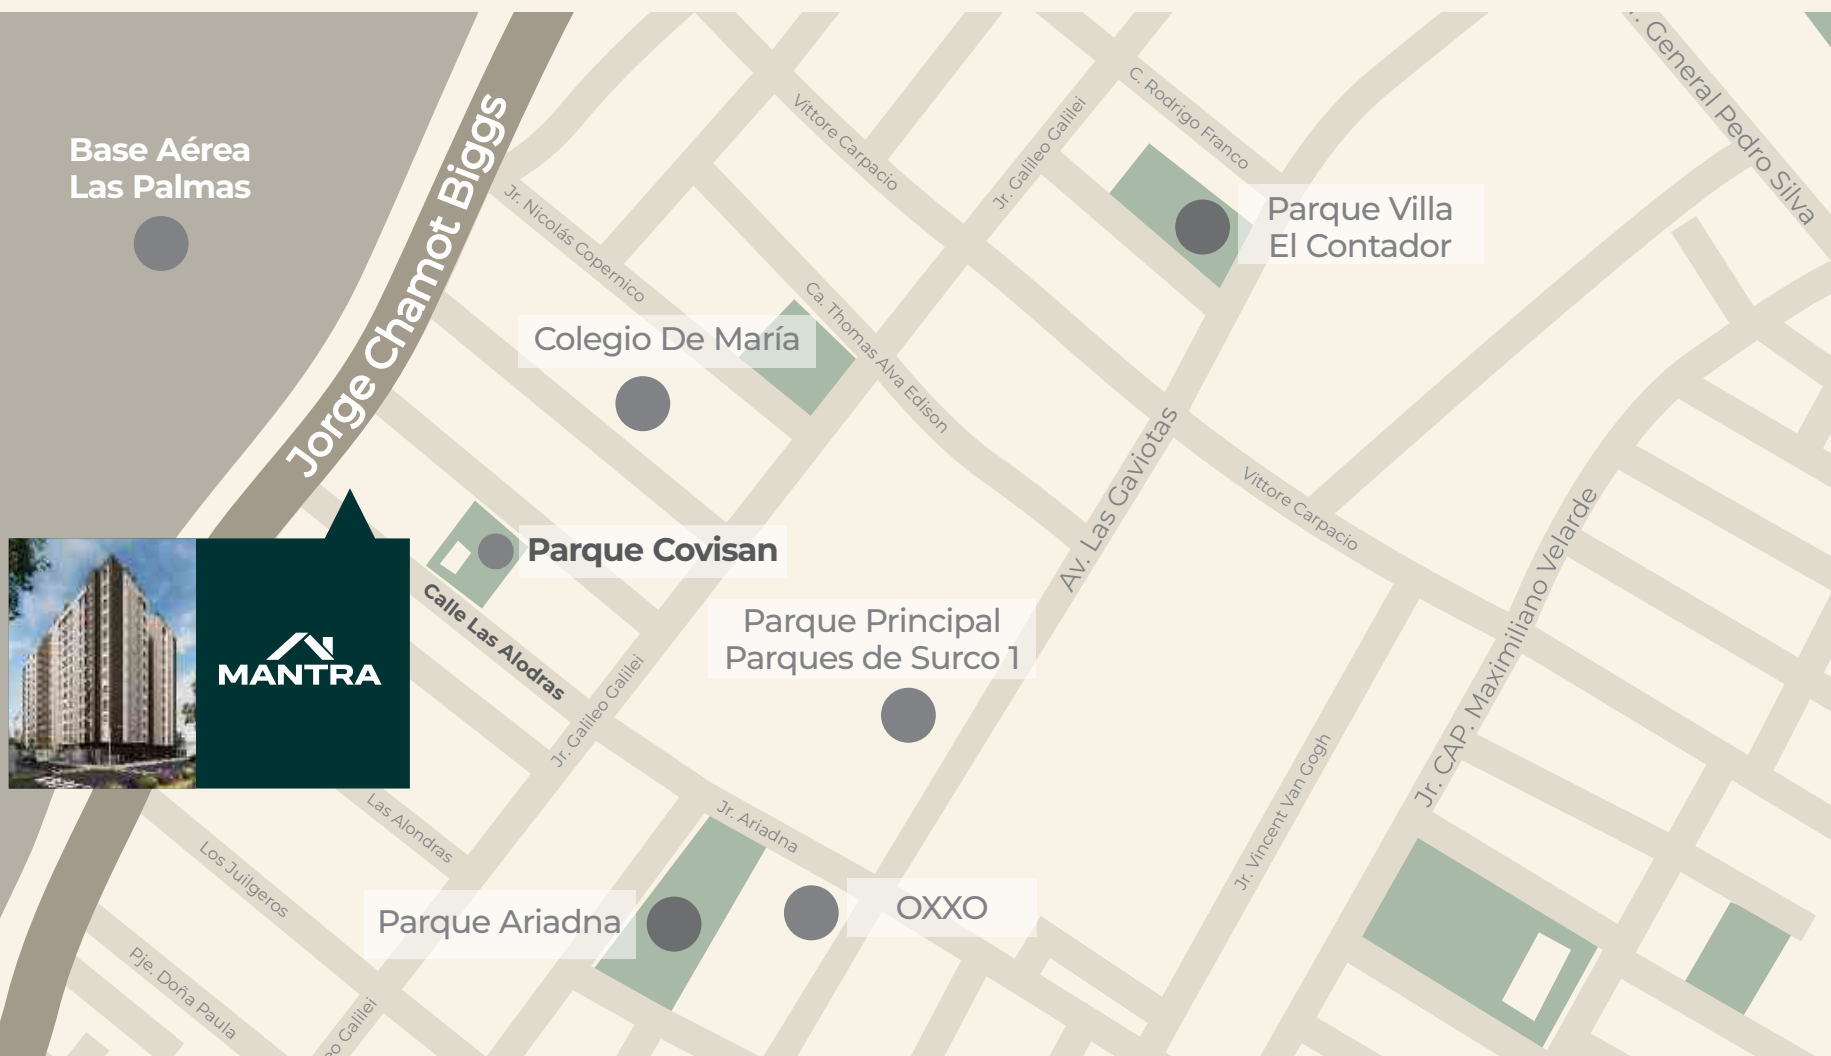 . General Pedro Silva
C. Rodrigo Franco
Vittore Carpacio
Jr. Galileo Galilei
Jorge Chamot Biggs
Base Aérea
Las Palmas
Jr. Nicolás Copernico
Parque Villa
El Contador
Ca. Thomas Alva Edison
Colegio De María
Av. Las Gaviotas
Vittore Carpacio
Jr. CAP. Maximiliano Velarde
Parque Covisan
Calle Las Alodras
Parque Principal
Parques de Surco 1
MANTRA
Jr. Galileo Galilei
Jr. Vincent Van Gogh
Las Alondras
Jr. Ariadna
Los Juilgeros
Parque Ariadna
OXXO
Pje. Doña Paula
eo Galilei